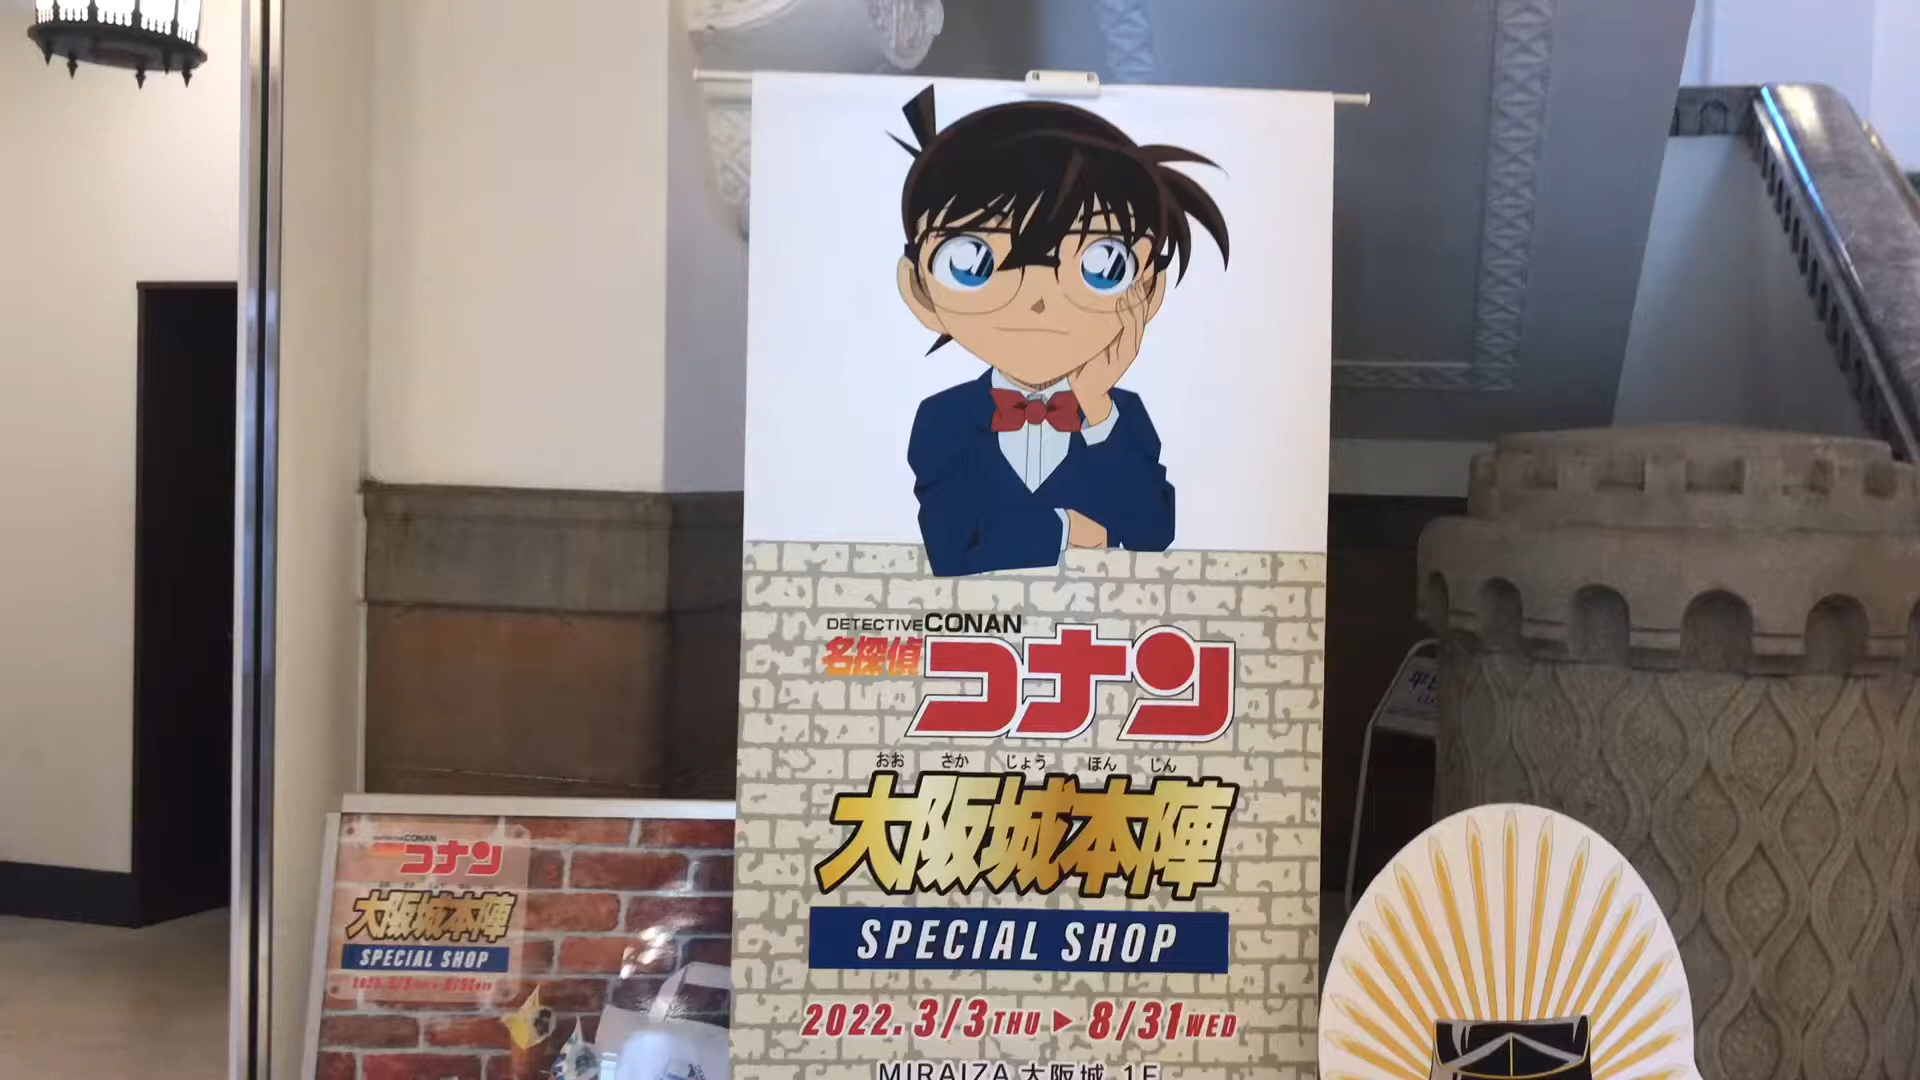 DETECTIVE CONAN
名探偵コナン
おおさかじょうほんじん
大阪城本陣
SPECIAL SHOP
2022.3/3THU▶8/31WED
MIRAIZA 大阪城 1F
CONAN
コナン
大阪城本陣
SPECIAL SHOP